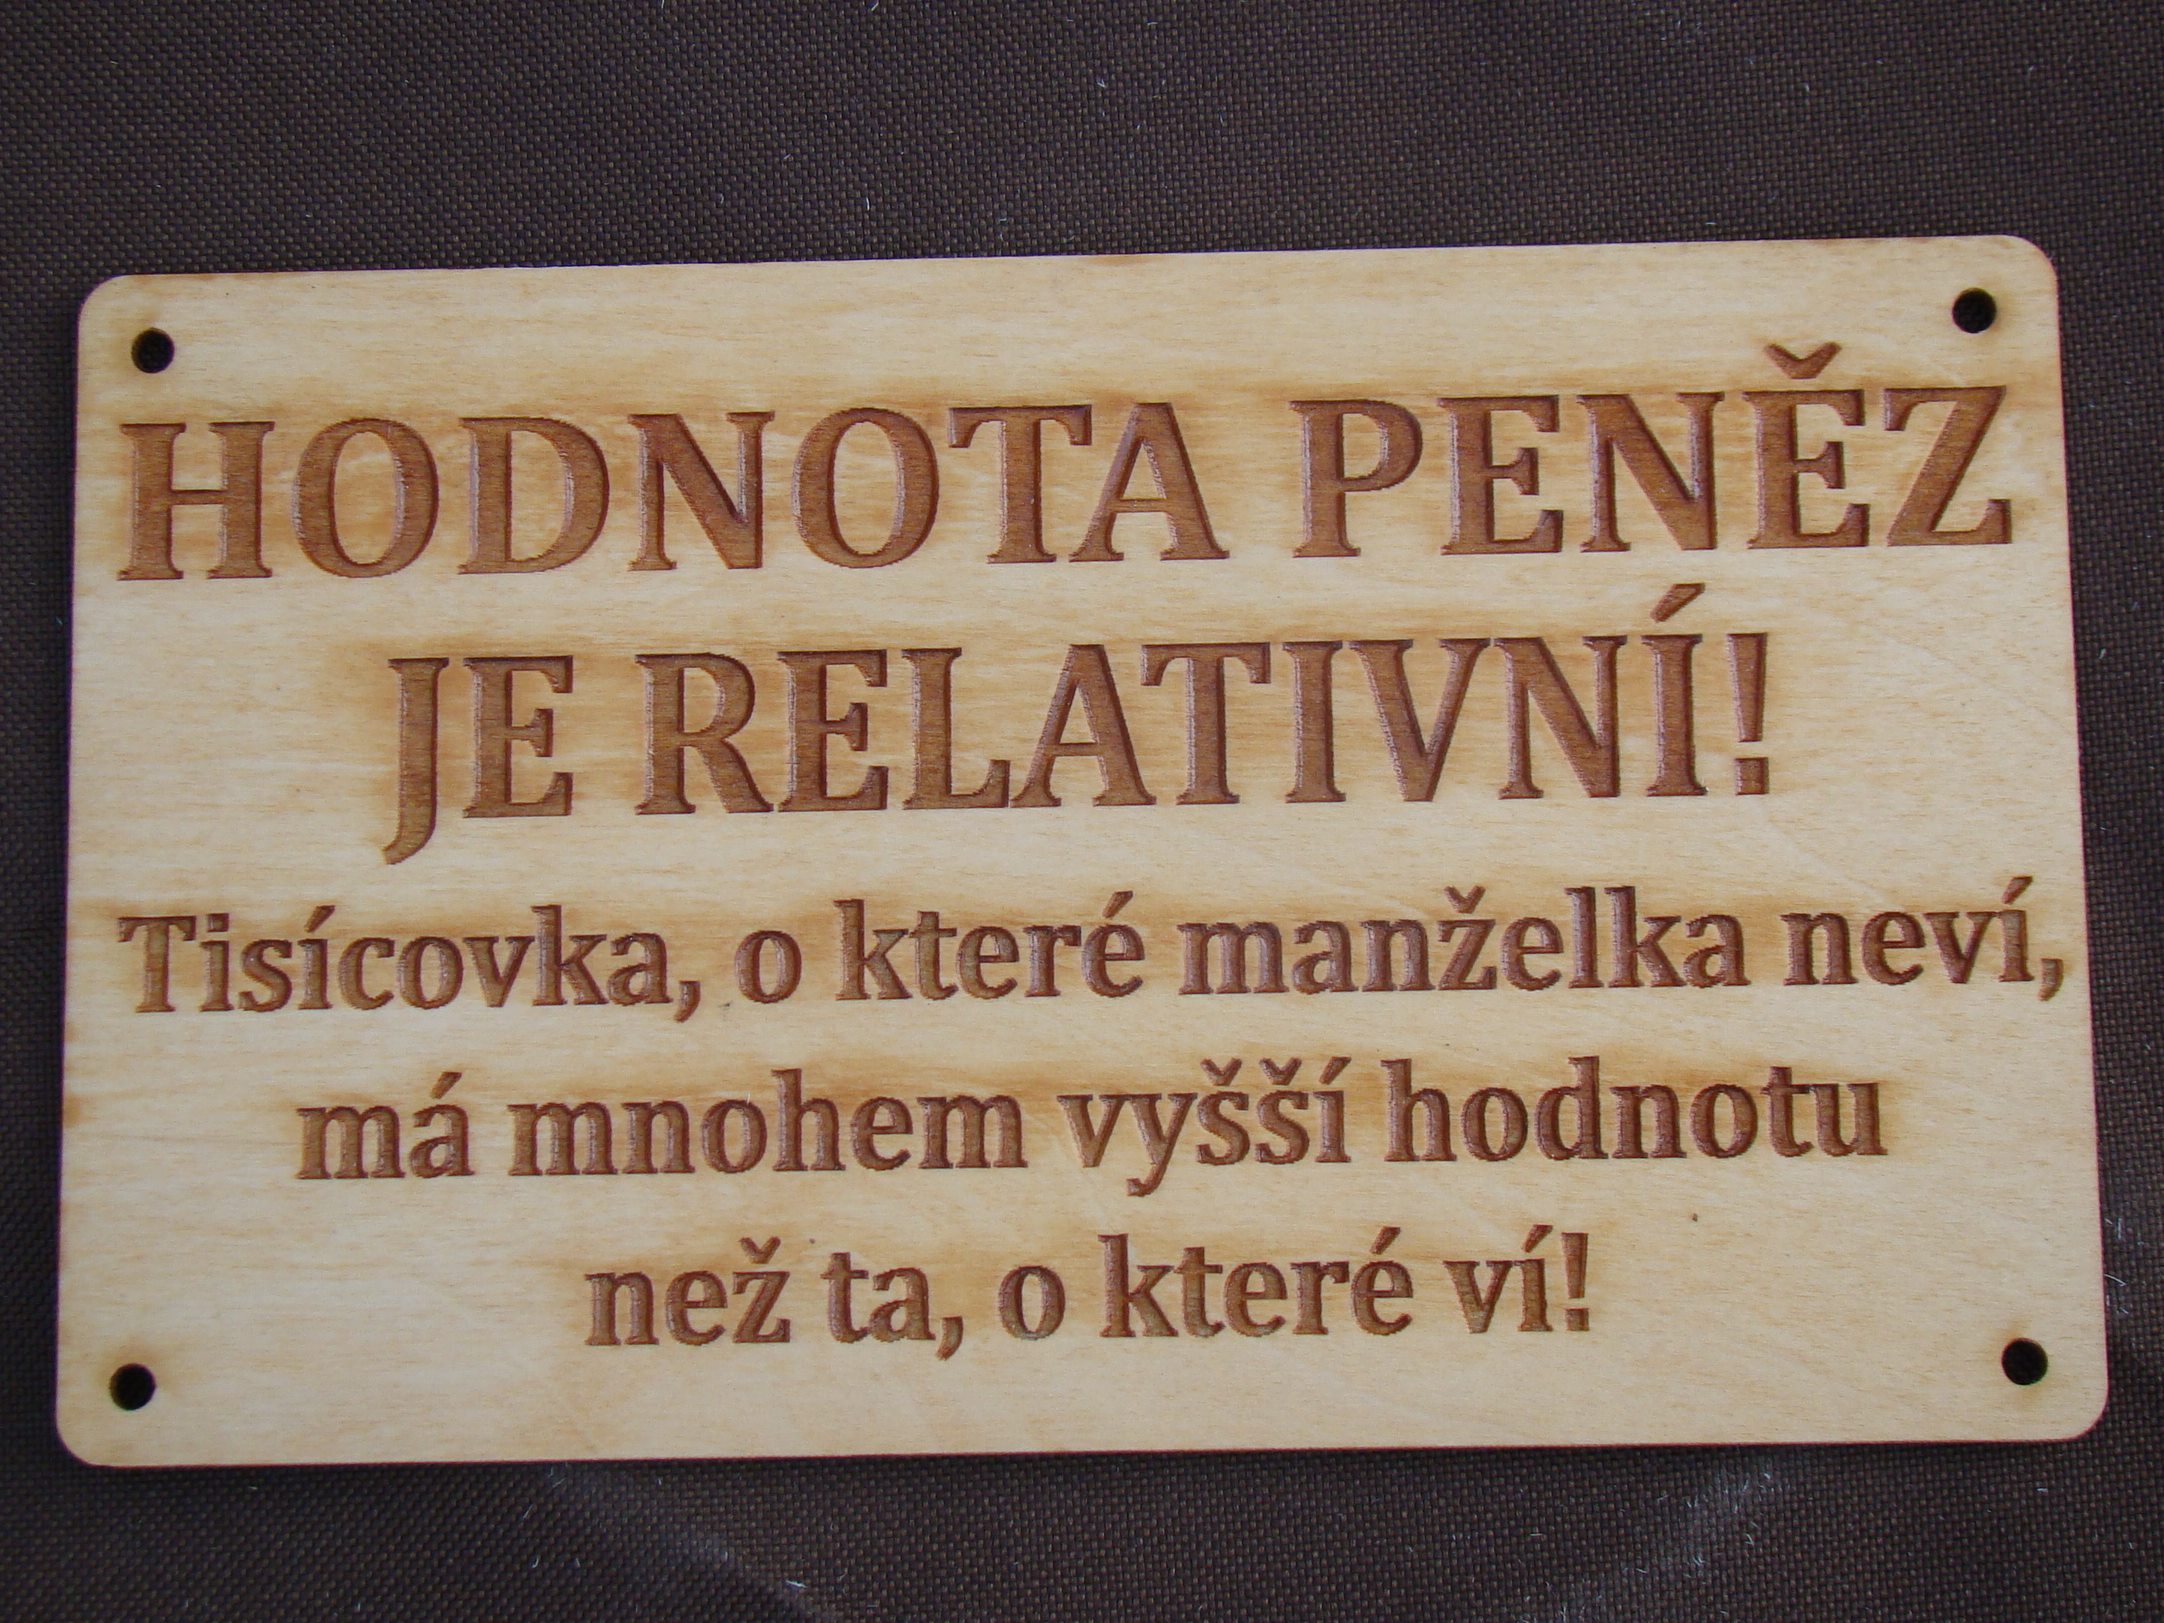 HODNOTA PENĚZ
JE RELATIVNÍ!
Tisícovka, o které manželka neví,
má mnohem vyšší hodnotu
než ta, o které ví!